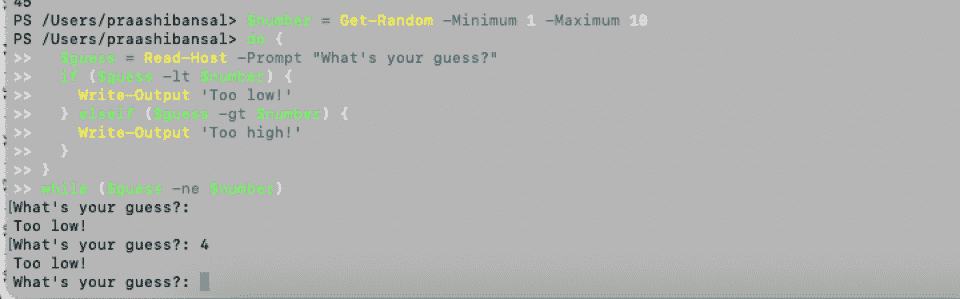 45
PS /Users/praashibansal> $number = Get-Random -Minimum 1 -Maximum 10
PS /Users/praashibansal> do {
>>   $guess = Read-Host -Prompt "What's your guess?"
>>   if ($guess -lt $number) {
>>     Write-Output 'Too low!'
>>   } elseif ($guess -gt $number) {
>>     Write-Output 'Too high!'
>>   }
>> }
>> while ($guess -ne $number)
[What's your guess?:
Too low!
[What's your guess?: 4
Too low!
What's your guess?: